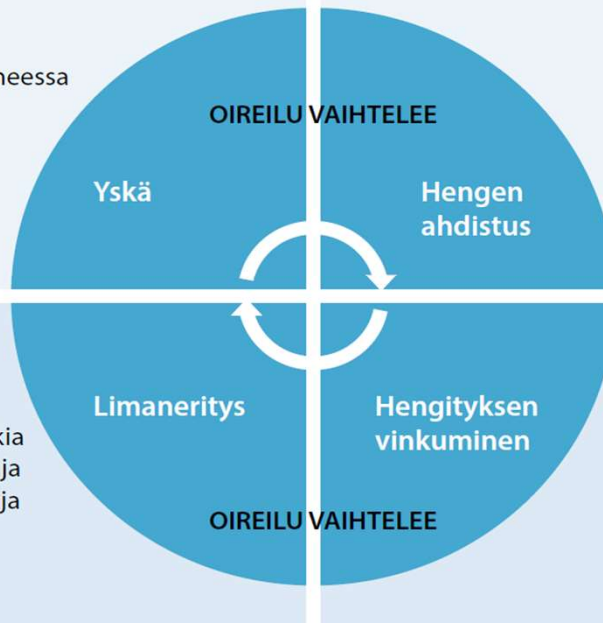 OIREILU VAIHTELEE
Yskä
Hengen
ahdistus
Limaneritys
Hengityksen
vinkuminen
OIREILU VAIHTELEE